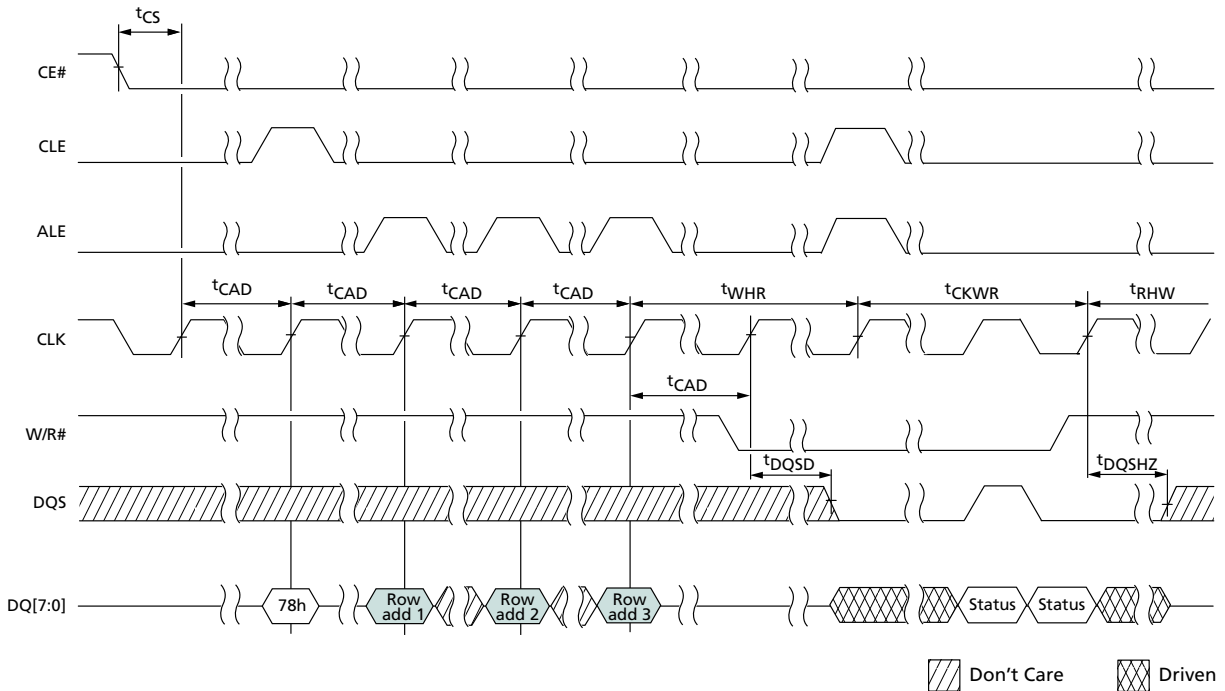 tCS
CE#
CLE
ALE
tCAD tCAD tCAD tCAD tWHR tCKWR tRHW
CLK
tCAD
W/R#
tDQSD tDQSHZ
DQS
DQ[7:0] 78h Row add 1 Row add 2 Row add 3 Status Status
Don't Care Driven